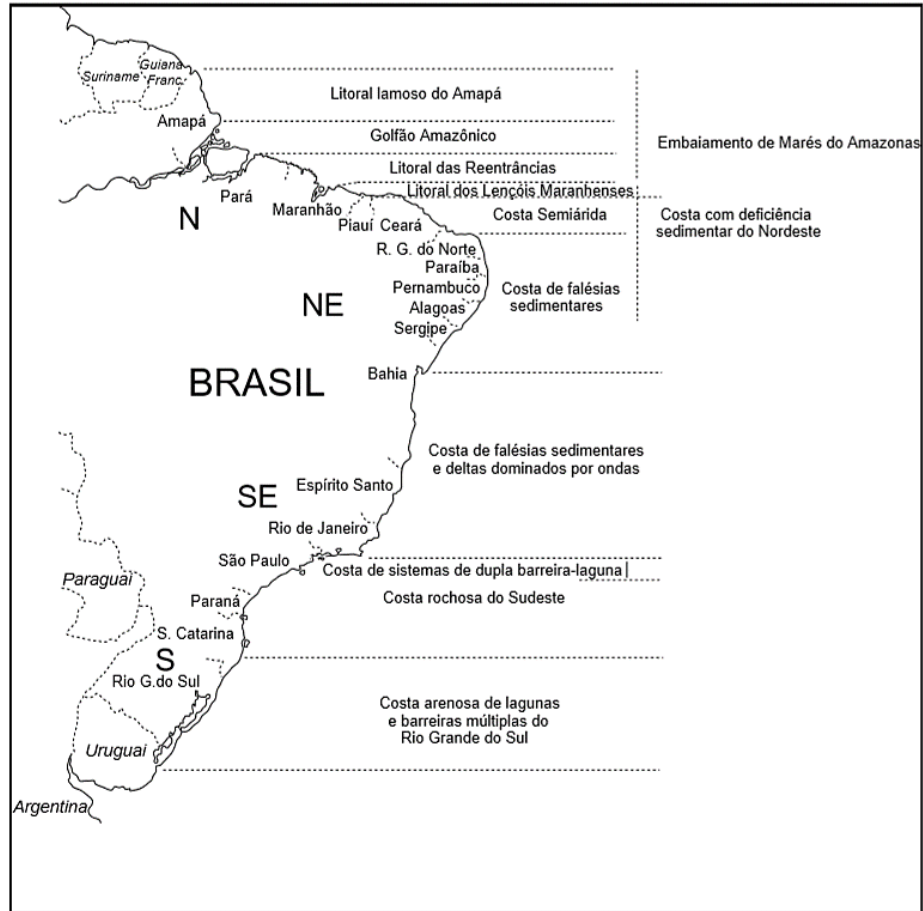 Suriname
Guiana
Franc.
Litoral lamoso do Amapá
Amapá
Golfão Amazônico
Embaiamento de Marés do Amazonas
Litoral das Reentrâncias
Pará
Litoral dos Lençóis Maranhenses
Maranhão
N
Piauí Ceará
Costa Semiárida
Costa com deficiência
sedimentar do Nordeste
R. G. do Norte
Paraíba
Pernambuco
Costa de falésias
sedimentares
NE
Alagoas
Sergipe
Bahia
BRASIL
Costa de falésias sedimentares
e deltas dominados por ondas
Espírito Santo
SE
Rio de Janeiro
São Paulo
Costa de sistemas de dupla barreira-laguna
Paraguai
Costa rochosa do Sudeste
Paraná
S. Catarina
S
Rio G.do Sul
Costa arenosa de lagunas
e barreiras múltiplas do
Rio Grande do Sul
Uruguai
Argentina